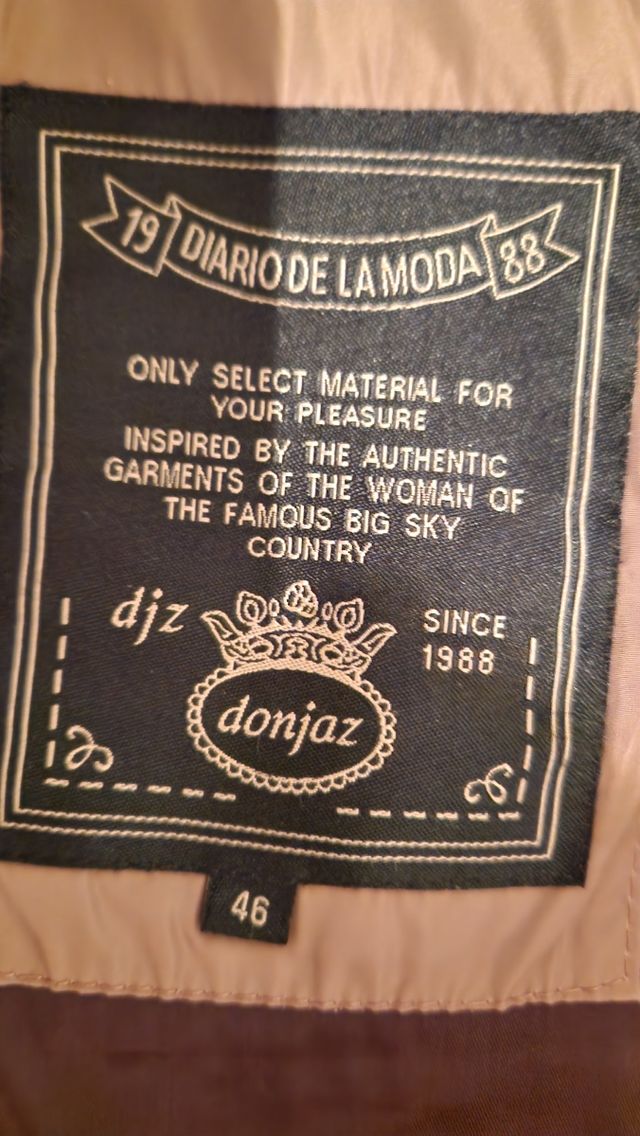 19 DIARIO DE LA MODA 88
ONLY SELECT MATERIAL FOR
YOUR PLEASURE
INSPIRED BY THE AUTHENTIC
GARMENTS OF THE WOMAN OF
THE FAMOUS BIG SKY
COUNTRY
djz
SINCE
1988
donjaz
46